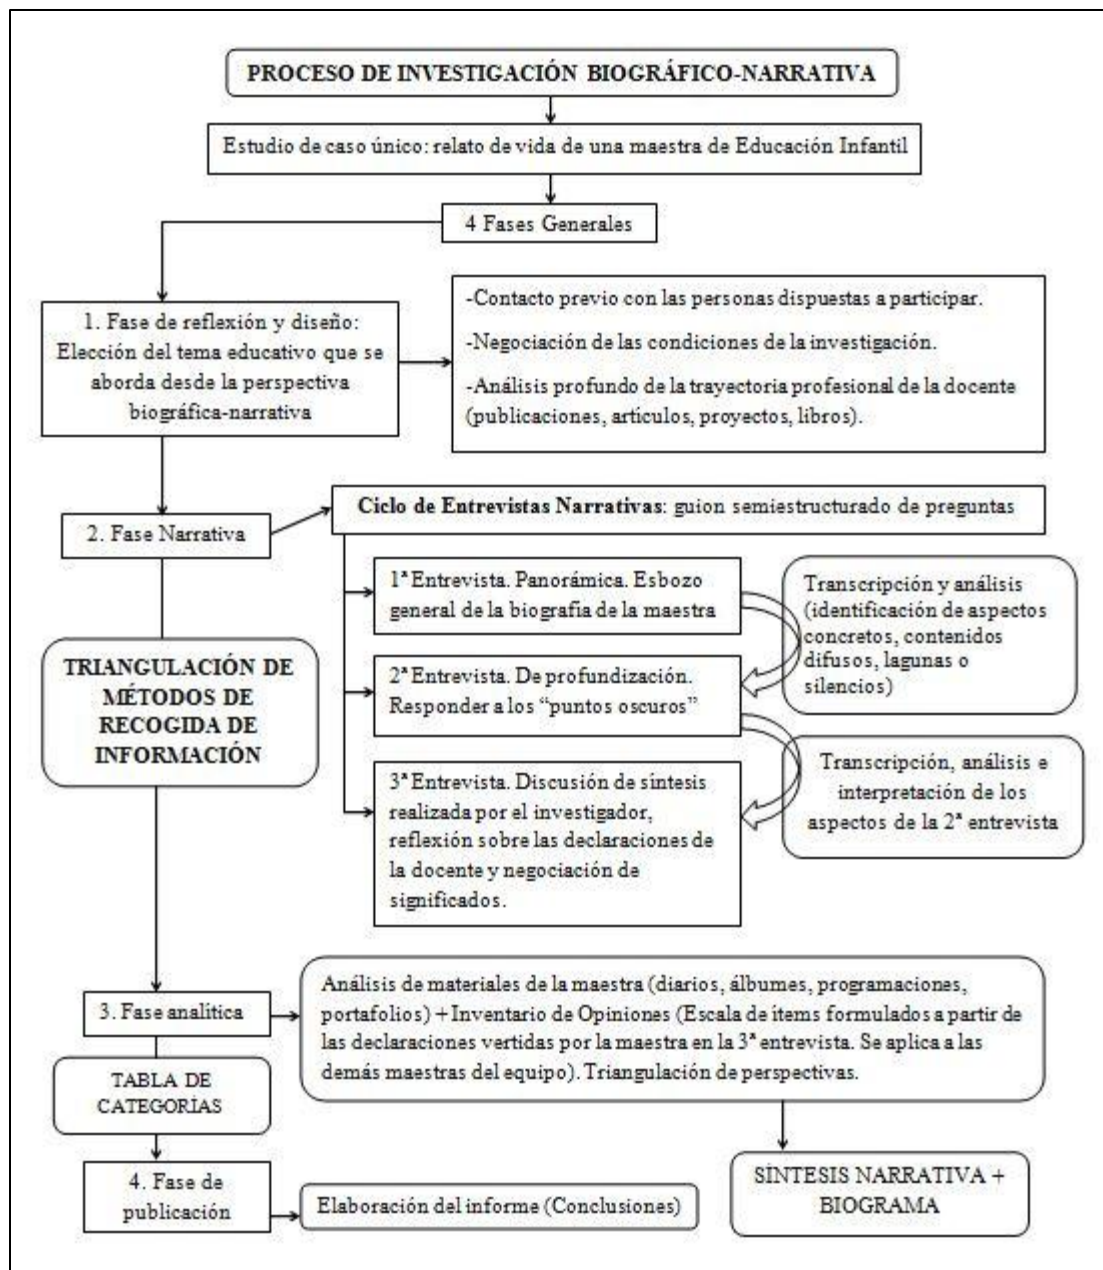 PROCESO DE INVESTIGACIÓN BIOGRÁFICO-NARRATIVA
Estudio de caso único: relato de vida de una maestra de Educación Infantil
4 Fases Generales
1. Fase de reflexión y diseño:
Elección del tema educativo que se
aborda desde la perspectiva
biográfica-narrativa
-Contacto previo con las personas dispuestas a participar.
-Negociación de las condiciones de la investigación.
-Análisis profundo de la trayectoria profesional de la docente
(publicaciones, artículos, proyectos, libros).
2. Fase Narrativa
Ciclo de Entrevistas Narrativas: guion semiestructurado de preguntas
1ª Entrevista. Panorámica. Esbozo
general de la biografía de la maestra
Transcripción y análisis
(identificación de aspectos
concretos, contenidos
difusos, lagunas o
silencios)
2ª Entrevista. De profundización.
Responder a los “puntos oscuros”
TRIANGULACIÓN DE
MÉTODOS DE
RECOGIDA DE
INFORMACIÓN
3ª Entrevista. Discusión de síntesis
realizada por el investigador,
reflexión sobre las declaraciones de
la docente y negociación de
significados.
Transcripción, análisis e
interpretación de los
aspectos de la 2ª entrevista
3. Fase analítica
Análisis de materiales de la maestra (diarios, álbumes, programaciones,
portafolios) + Inventario de Opiniones (Escala de ítems formulados a partir de
las declaraciones vertidas por la maestra en la 3ª entrevista. Se aplica a las
demás maestras del equipo). Triangulación de perspectivas.
TABLA DE
CATEGORÍAS
4. Fase de
publicación
Elaboración del informe (Conclusiones)
SÍNTESIS NARRATIVA +
BIOGRAMA